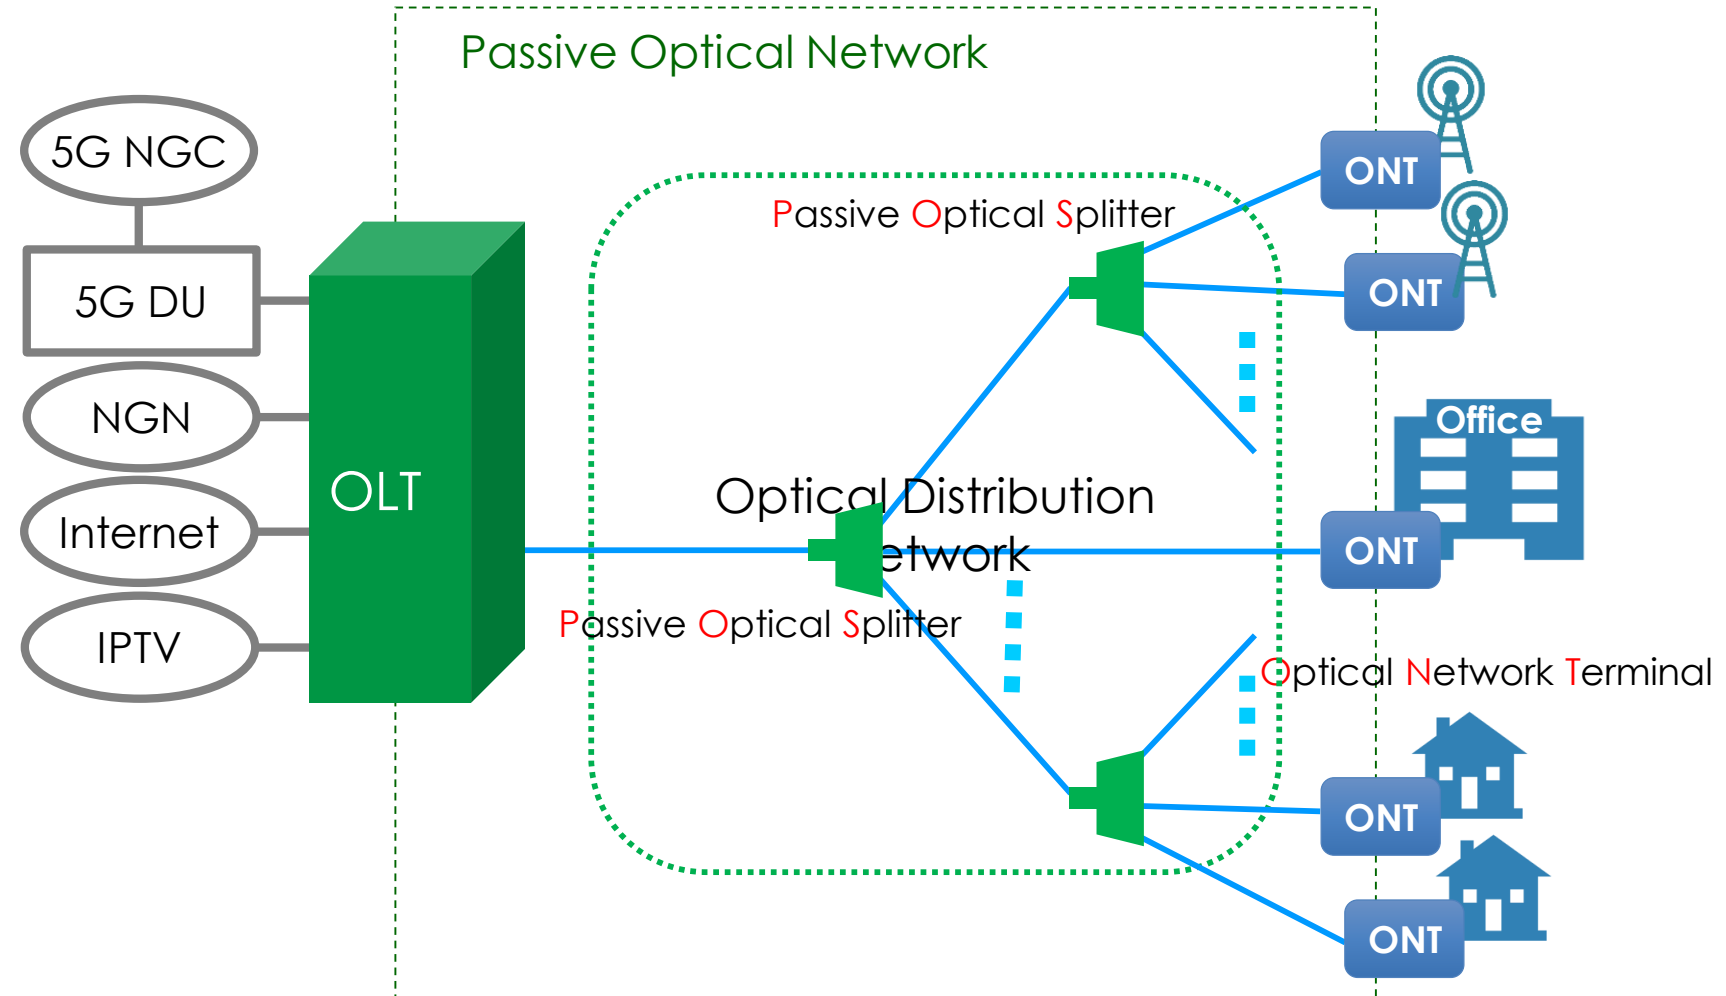 Passive Optical Network
5G NGC
5G DU
NGN
Internet
IPTV
OLT
Passive Optical Splitter
Optical Distribution
etwork
Passive Optical Splitter
ONT
ONT
Office
ONT
Optical Network Terminal
ONT
ONT